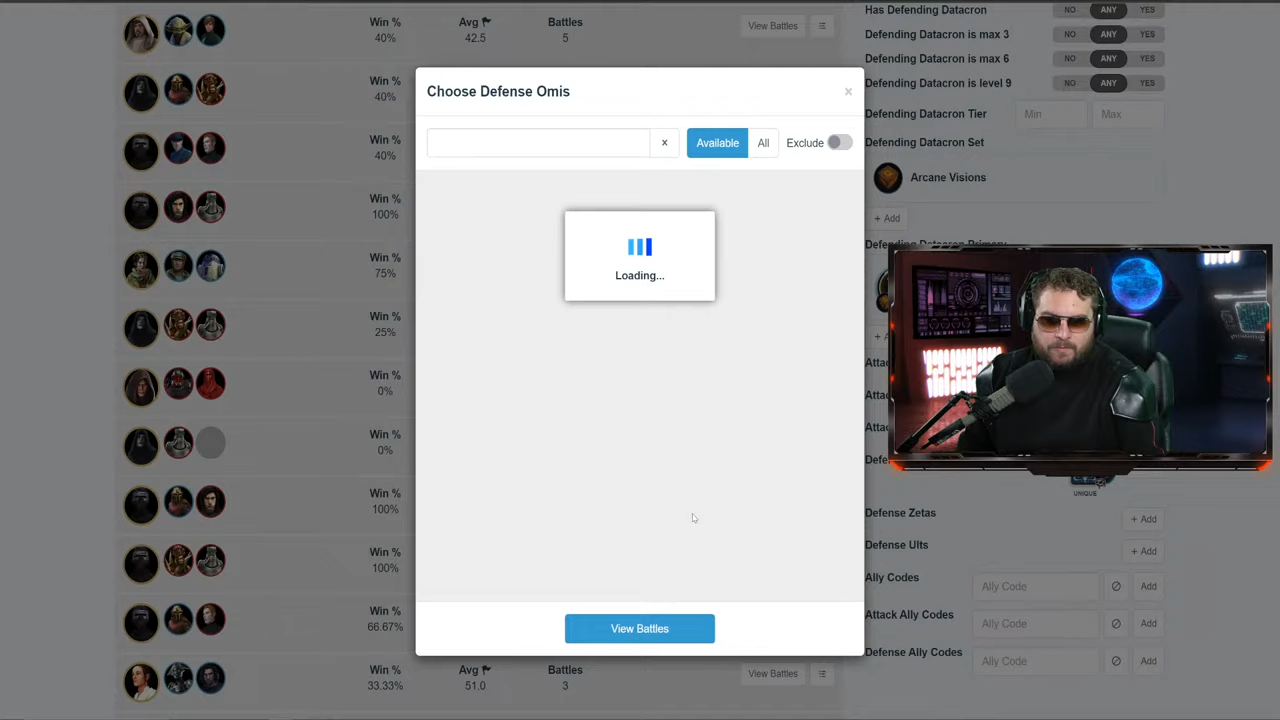 Win %
40%
Avg
42.5
Battles
5
View Battles
Win %
40%
Win %
40%
Win %
100%
Win %
75%
Win %
25%
Win %
0%
Win %
0%
Win %
100%
Win %
100%
Win %
66.67%
Win %
33.33%
Avg
51.0
Battles
3
View Battles
Choose Defense Omis
×
x
Available
All
Exclude
Loading...
View Battles
Has Defending Datacron
NO ANY YES
Defending Datacron is max 3
NO ANY YES
Defending Datacron is max 6
NO ANY YES
Defending Datacron is level 9
NO ANY YES
Defending Datacron Tier
Min
Max
Defending Datacron Set
Arcane Visions
+ Add
Defending Datacron Primary
UNIQUE
Defense Zetas
+ Add
Defense Ults
+ Add
Ally Codes
Ally Code
Add
Attack Ally Codes
Ally Code
Add
Defense Ally Codes
Ally Code
Add